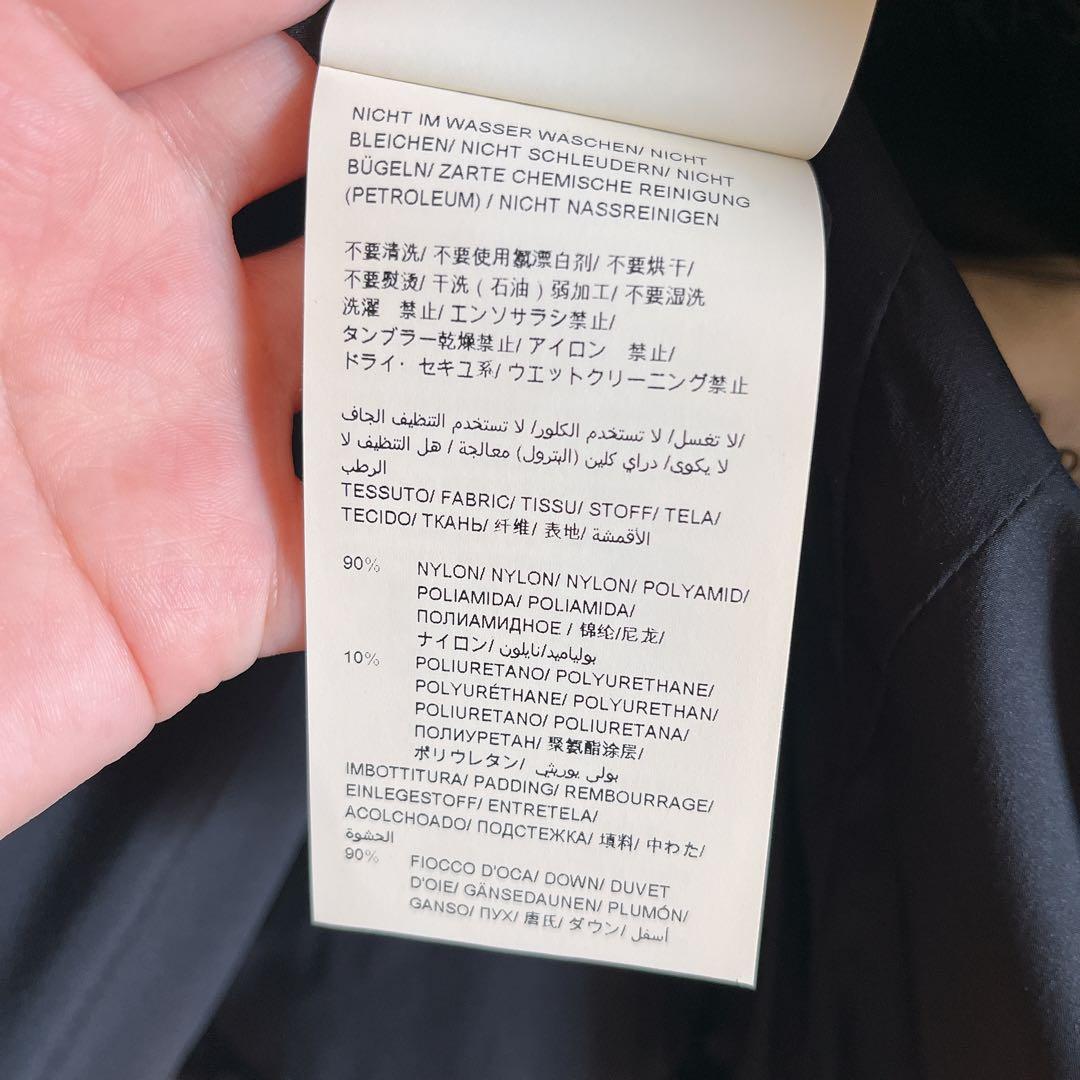 NICHT IM WASSER WASCHEN/ NICHT
BLEICHEN/ NICHT SCHLEUDERN/ NICHT
BÜGELN/ ZARTE CHEMISCHE REINIGUNG
(PETROLEUM) / NICHT NASSREINIGEN
不要清洗/ 不要使用氯漂白剂/ 不要烘干/
不要熨烫/ 干洗 ( 石油 ) 弱加工/ 不要湿洗
洗濯 禁止/ エンソサラシ禁止/
タンブラー乾燥禁止/ アイロン 禁止/
ドライ· セキユ系/ ウエットクリーニング禁止
/لا تغسل/ لا تستخدم الكلور/ لا تستخدم التنظيف الجاف
لا يكوى/ دراي كلين (البترول) معالجة / هل التنظيف لا
الرطب
TESSUTO/ FABRIC/ TISSU/ STOFF/ TELA/
TECIDO/ ТКАНЬ/ 纤维/ 表地/ الأقمشة
90% NYLON/ NYLON/ NYLON/ POLYAMID/
POLIAMIDA/ POLIAMIDA/
ПОЛИАМИДНОЕ / 锦纶/尼龙/
ナイロン/ بولياميد/نايلون
10% POLIURETANO/ POLYURETHANE/
POLYURÉTHANE/ POLYURETHAN/
POLIURETANO/ POLIURETANA/
ПОЛИУРЕТАН/ 聚氨酯涂层/
ポリウレタン/ بولي يوريثي
IMBOTTITURA/ PADDING/ REMBOURRAGE/
EINLEGESTOFF/ ENTRETELA/
ACOLCHOADO/ ПОДСТЕЖКА/ 填料/ 中わた/
الحشوة
90% FIOCCO D'OCA/ DOWN/ DUVET
D'OIE/ GÄNSEDAUNEN/ PLUMÓN/
GANSO/ ПУХ/ 唐氏/ ダウン/ أسفل